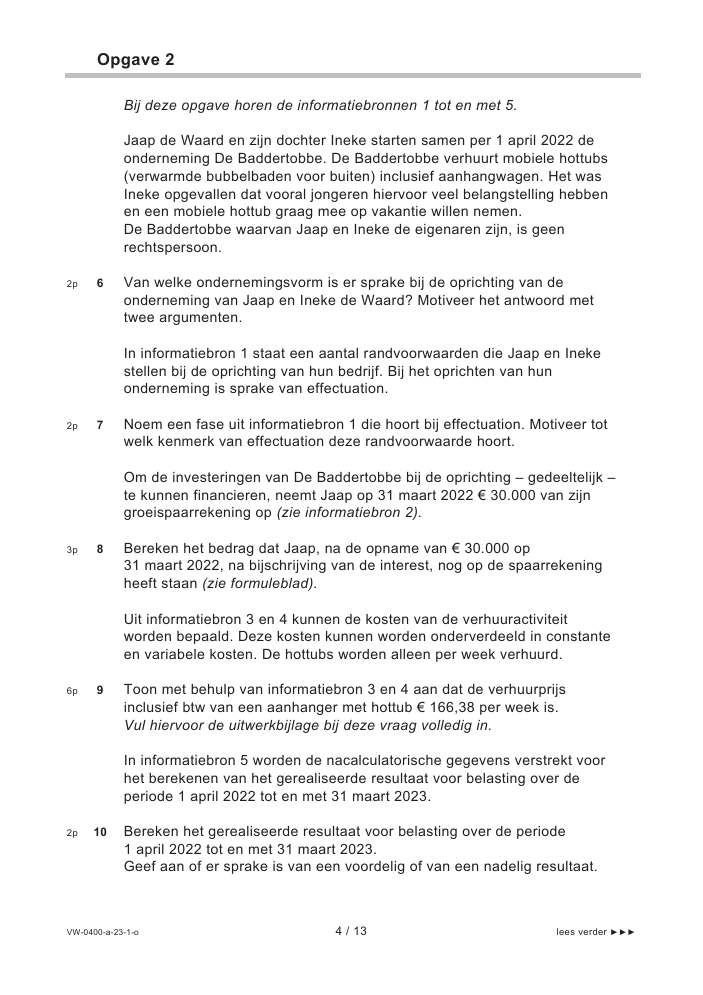 Opgave 2
Bij deze opgave horen de informatiebronnen 1 tot en met 5.
Jaap de Waard en zijn dochter Ineke starten samen per 1 april 2022 de
onderneming De Baddertobbe. De Baddertobbe verhuurt mobiele hottubs
(verwarmde bubbelbaden voor buiten) inclusief aanhangwagen. Het was
Ineke opgevallen dat vooral jongeren hiervoor veel belangstelling hebben
en een mobiele hottub graag mee op vakantie willen nemen.
De Baddertobbe waarvan Jaap en Ineke de eigenaren zijn, is geen
rechtspersoon.
2p 6 Van welke ondernemingsvorm is er sprake bij de oprichting van de
onderneming van Jaap en Ineke de Waard? Motiveer het antwoord met
twee argumenten.
In informatiebron 1 staat een aantal randvoorwaarden die Jaap en Ineke
stellen bij de oprichting van hun bedrijf. Bij het oprichten van hun
onderneming is sprake van effectuation.
2p 7 Noem een fase uit informatiebron 1 die hoort bij effectuation. Motiveer tot
welk kenmerk van effectuation deze randvoorwaarde hoort.
Om de investeringen van De Baddertobbe bij de oprichting – gedeeltelijk –
te kunnen financieren, neemt Jaap op 31 maart 2022 € 30.000 van zijn
groeispaarrekening op (zie informatiebron 2).
3p 8 Bereken het bedrag dat Jaap, na de opname van € 30.000 op
31 maart 2022, na bijschrijving van de interest, nog op de spaarrekening
heeft staan (zie formuleblad).
Uit informatiebron 3 en 4 kunnen de kosten van de verhuuractiviteit
worden bepaald. Deze kosten kunnen worden onderverdeeld in constante
en variabele kosten. De hottubs worden alleen per week verhuurd.
6p 9 Toon met behulp van informatiebron 3 en 4 aan dat de verhuurprijs
inclusief btw van een aanhanger met hottub € 166,38 per week is.
Vul hiervoor de uitwerkbijlage bij deze vraag volledig in.
In informatiebron 5 worden de nacalculatorische gegevens verstrekt voor
het berekenen van het gerealiseerde resultaat voor belasting over de
periode 1 april 2022 tot en met 31 maart 2023.
2p 10 Bereken het gerealiseerde resultaat voor belasting over de periode
1 april 2022 tot en met 31 maart 2023.
Geef aan of er sprake is van een voordelig of van een nadelig resultaat.
VW-0400-a-23-1-o 4 / 13 lees verder ►►►